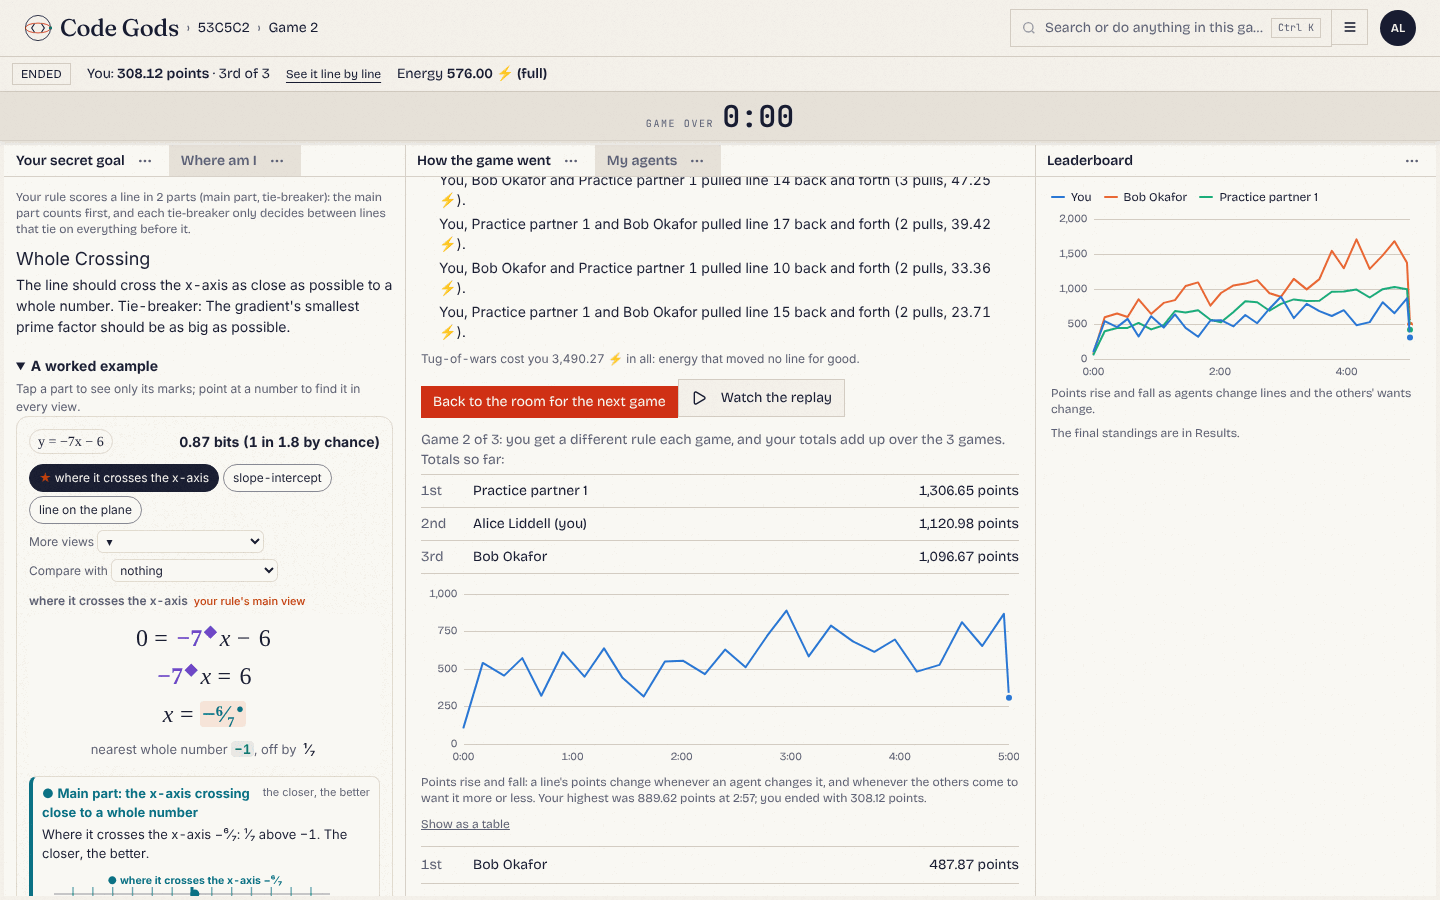 Code Gods › 53C5C2 › Game 2
Search or do anything in this ga... Ctrl K
AL
ENDED You: 308.12 points · 3rd of 3 See it line by line Energy 576.00 ⚡ (full)
GAME OVER 0:00
Your secret goal ··· Where am I ···
Your rule scores a line in 2 parts (main part, tie-breaker): the main
part counts first, and each tie-breaker only decides between lines
that tie on everything before it.
Whole Crossing
The line should cross the x-axis as close as possible to a
whole number. Tie-breaker: The gradient's smallest
prime factor should be as big as possible.
▼ A worked example
Tap a part to see only its marks; point at a number to find it in
every view.
y = −7x − 6 0.87 bits (1 in 1.8 by chance)
★ where it crosses the x-axis slope-intercept
line on the plane
More views ▾
Compare with nothing
where it crosses the x-axis your rule's main view
0 = −7◆x − 6
−7◆x = 6
x = −6⁄7●
nearest whole number −1, off by 1⁄7
● Main part: the x-axis crossing the closer, the better
close to a whole number
Where it crosses the x-axis −6⁄7: 1⁄7 above −1. The
closer, the better.
● where it crosses the x-axis −6⁄7
How the game went ··· My agents ···
You, Bob Okafor and Practice partner 1 pulled line 14 back and forth (3 pulls, 47.25
⚡).
You, Practice partner 1 and Bob Okafor pulled line 17 back and forth (2 pulls, 39.42
⚡).
You, Bob Okafor and Practice partner 1 pulled line 10 back and forth (2 pulls, 33.36
⚡).
You, Practice partner 1 and Bob Okafor pulled line 15 back and forth (2 pulls, 23.71
⚡).
Tug-of-wars cost you 3,490.27 ⚡ in all: energy that moved no line for good.
Back to the room for the next game Watch the replay
Game 2 of 3: you get a different rule each game, and your totals add up over the 3 games.
Totals so far:
1st Practice partner 1 1,306.65 points
2nd Alice Liddell (you) 1,120.98 points
3rd Bob Okafor 1,096.67 points
1,000
750
500
250
0
0:00 1:00 2:00 3:00 4:00 5:00
Points rise and fall: a line's points change whenever an agent changes it, and whenever the others come to
want it more or less. Your highest was 889.62 points at 2:57; you ended with 308.12 points.
Show as a table
1st Bob Okafor 487.87 points
Leaderboard ···
You Bob Okafor Practice partner 1
2,000
1,500
1,000
500
0
0:00 2:00 4:00
Points rise and fall as agents change lines and the others' wants
change.
The final standings are in Results.